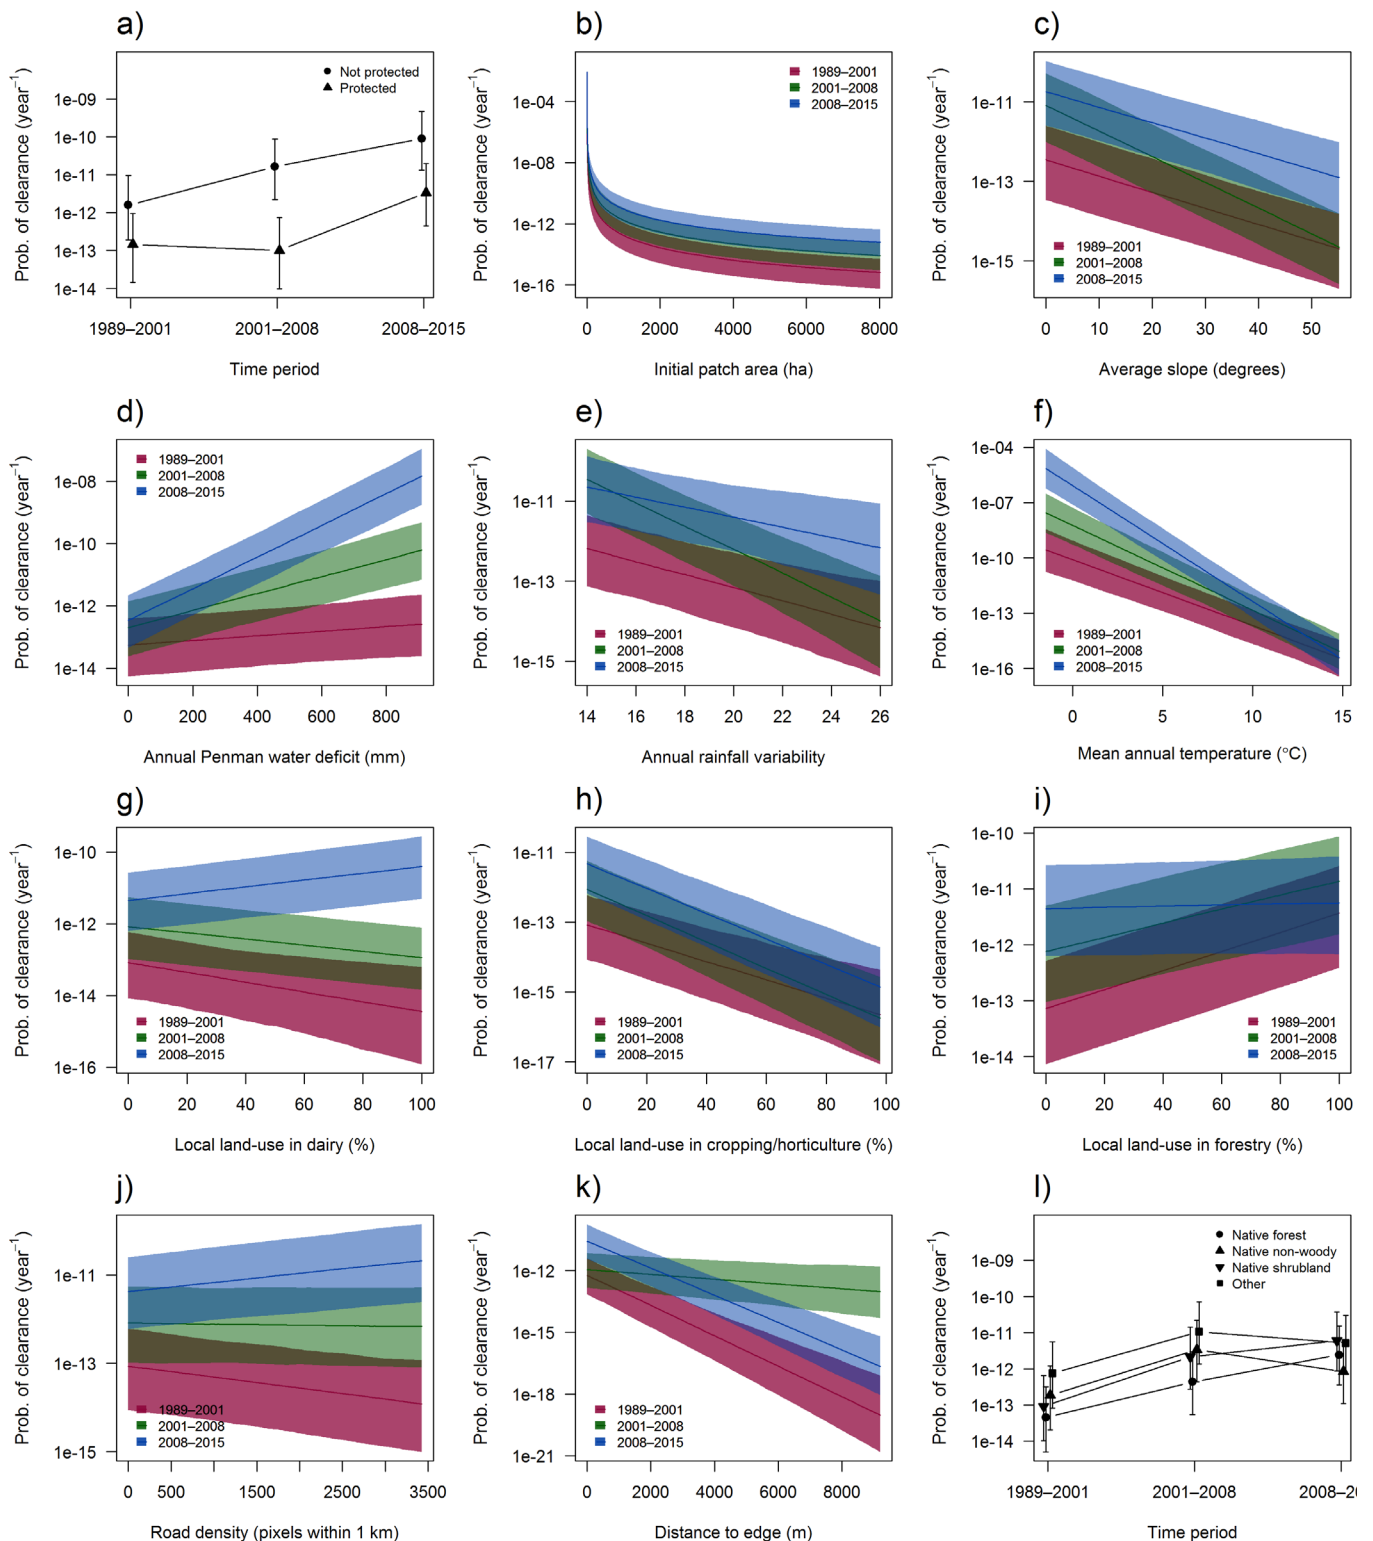 a)
Prob. of clearance (year⁻¹)
Not protected
Protected
1e-09
1e-10
1e-11
1e-12
1e-13
1e-14
1989–2001
2001–2008
2008–2015
Time period
b)
Prob. of clearance (year⁻¹)
1989–2001
2001–2008
2008–2015
1e-04
1e-08
1e-12
1e-16
0 2000 4000 6000 8000
Initial patch area (ha)
c)
Prob. of clearance (year⁻¹)
1e-11
1e-13
1e-15
1989–2001
2001–2008
2008–2015
0 10 20 30 40 50
Average slope (degrees)
d)
Prob. of clearance (year⁻¹)
1989–2001
2001–2008
2008–2015
1e-08
1e-10
1e-12
1e-14
0 200 400 600 800
Annual Penman water deficit (mm)
e)
Prob. of clearance (year⁻¹)
1e-11
1e-13
1e-15
1989–2001
2001–2008
2008–2015
14 16 18 20 22 24 26
Annual rainfall variability
f)
Prob. of clearance (year⁻¹)
1e-04
1e-07
1e-10
1e-13
1e-16
1989–2001
2001–2008
2008–2015
0 5 10 15
Mean annual temperature (°C)
g)
Prob. of clearance (year⁻¹)
1e-10
1e-12
1e-14
1e-16
1989–2001
2001–2008
2008–2015
0 20 40 60 80 100
Local land-use in dairy (%)
h)
Prob. of clearance (year⁻¹)
1e-11
1e-13
1e-15
1e-17
1989–2001
2001–2008
2008–2015
0 20 40 60 80 100
Local land-use in cropping/horticulture (%)
i)
Prob. of clearance (year⁻¹)
1e-10
1e-11
1e-12
1e-13
1e-14
1989–2001
2001–2008
2008–2015
0 20 40 60 80 100
Local land-use in forestry (%)
j)
Prob. of clearance (year⁻¹)
1e-11
1e-13
1e-15
1989–2001
2001–2008
2008–2015
0 500 1500 2500 3500
Road density (pixels within 1 km)
k)
Prob. of clearance (year⁻¹)
1e-12
1e-15
1e-18
1e-21
1989–2001
2001–2008
2008–2015
0 2000 4000 6000 8000
Distance to edge (m)
l)
Prob. of clearance (year⁻¹)
Native forest
Native non-woody
Native shrubland
Other
1e-09
1e-10
1e-11
1e-12
1e-13
1e-14
1989–2001
2001–2008
2008–2
Time period